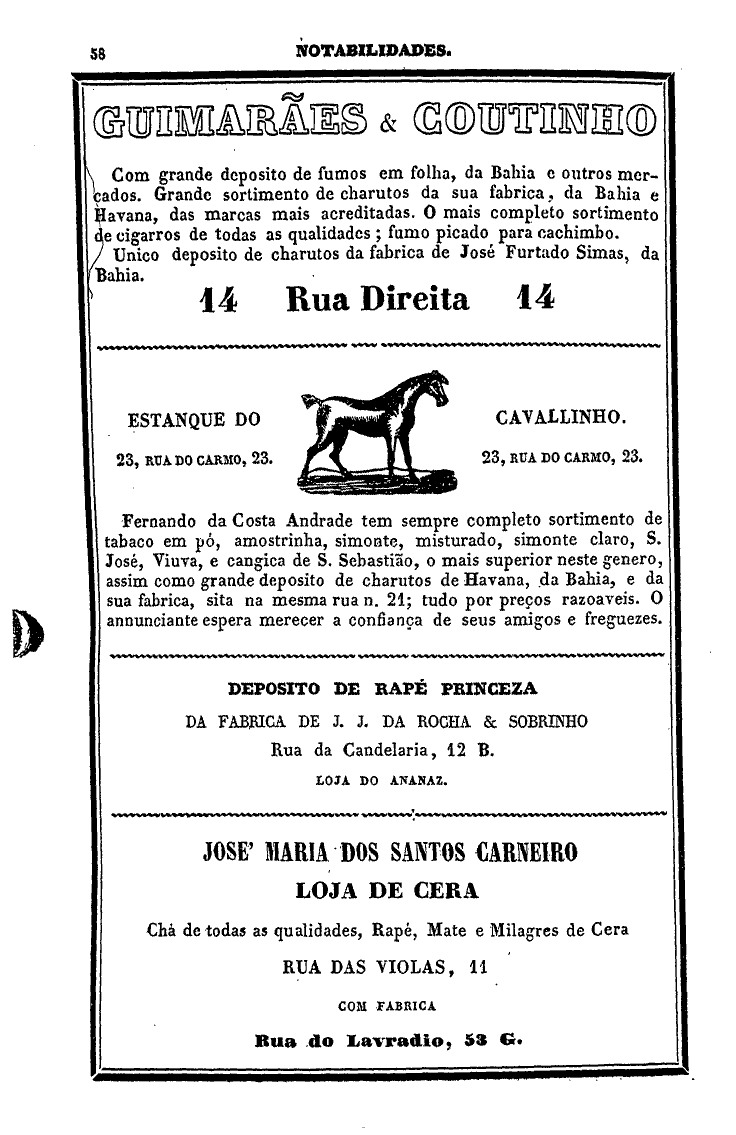 58
NOTABILIDADES.
GUIMARÃES & COUTINHO
Com grande deposito de fumos em folha, da Bahia e outros mer-
cados. Grande sortimento de charutos da sua fabrica, da Bahia e
Havana, das marcas mais acreditadas. O mais completo sortimento
de cigarros de todas as qualidades ; fumo picado para cachimbo.
Unico deposito de charutos da fabrica de José Furtado Simas, da
Bahia.
14 Rua Direita 14
ESTANQUE DO CAVALLINHO.
23, RUA DO CARMO, 23. 23, RUA DO CARMO, 23.
Fernando da Costa Andrade tem sempre completo sortimento de
tabaco em pó, amostrinha, simonte, misturado, simonte claro, S.
José, Viuva, e cangica de S. Sebastião, o mais superior neste genero,
assim como grande deposito de charutos de Havana, da Bahia, e da
sua fabrica, sita na mesma rua n. 21; tudo por preços razoaveis. O
annunciante espera merecer a confiança de seus amigos e freguezes.
DEPOSITO DE RAPÉ PRINCEZA
DA FABRICA DE J. J. DA ROCHA & SOBRINHO
Rua da Candelaria, 12 B.
LOJA DO ANANAZ.
JOSE' MARIA DOS SANTOS CARNEIRO
LOJA DE CERA
Chá de todas as qualidades, Rapé, Mate e Milagres de Cera
RUA DAS VIOLAS, 11
COM FABRICA
Rua do Lavradio, 53 G.